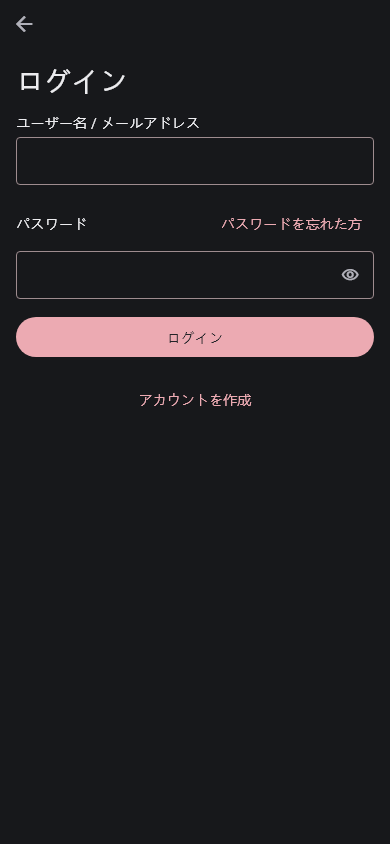 ログイン
ユーザー名 / メールアドレス
パスワード パスワードを忘れた方
ログイン
アカウントを作成